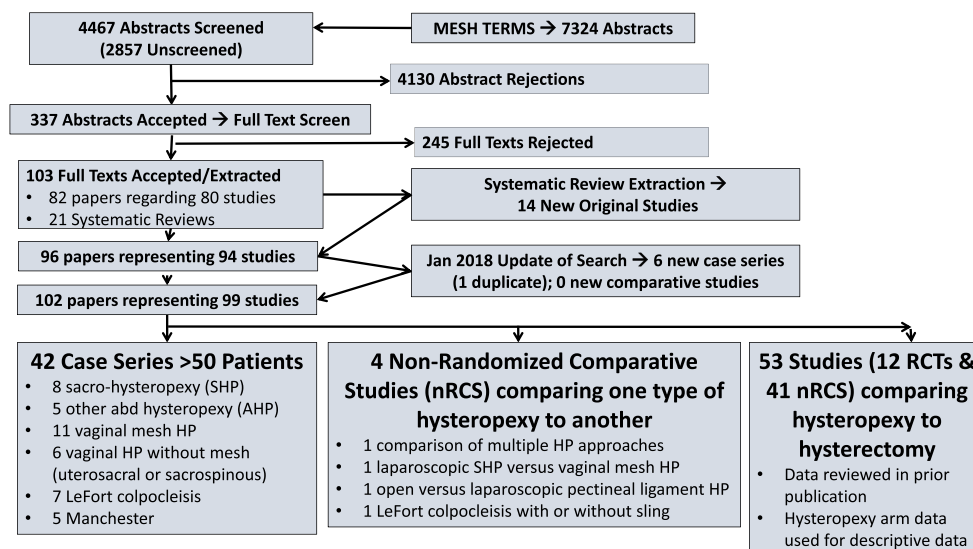 4467 Abstracts Screened
(2857 Unscreened)
MESH TERMS → 7324 Abstracts
4130 Abstract Rejections
337 Abstracts Accepted → Full Text Screen
245 Full Texts Rejected
103 Full Texts Accepted/Extracted
• 82 papers regarding 80 studies
• 21 Systematic Reviews
Systematic Review Extraction →
14 New Original Studies
96 papers representing 94 studies
Jan 2018 Update of Search → 6 new case series
(1 duplicate); 0 new comparative studies
102 papers representing 99 studies
42 Case Series >50 Patients
• 8 sacro-hysteropexy (SHP)
• 5 other abd hysteropexy (AHP)
• 11 vaginal mesh HP
• 6 vaginal HP without mesh
(uterosacral or sacrospinous)
• 7 LeFort colpocleisis
• 5 Manchester
4 Non-Randomized Comparative
Studies (nRCS) comparing one type of
hysteropexy to another
• 1 comparison of multiple HP approaches
• 1 laparoscopic SHP versus vaginal mesh HP
• 1 open versus laparoscopic pectineal ligament HP
• 1 LeFort colpocleisis with or without sling
53 Studies (12 RCTs &
41 nRCS) comparing
hysteropexy to
hysterectomy
• Data reviewed in prior
publication
• Hysteropexy arm data
used for descriptive data